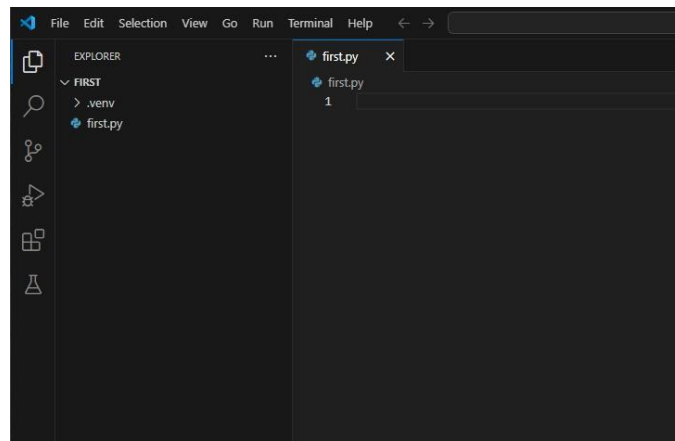 File Edit Selection View Go Run Terminal Help
EXPLORER
first.py
FIRST
first.py
.venv
1
first.py